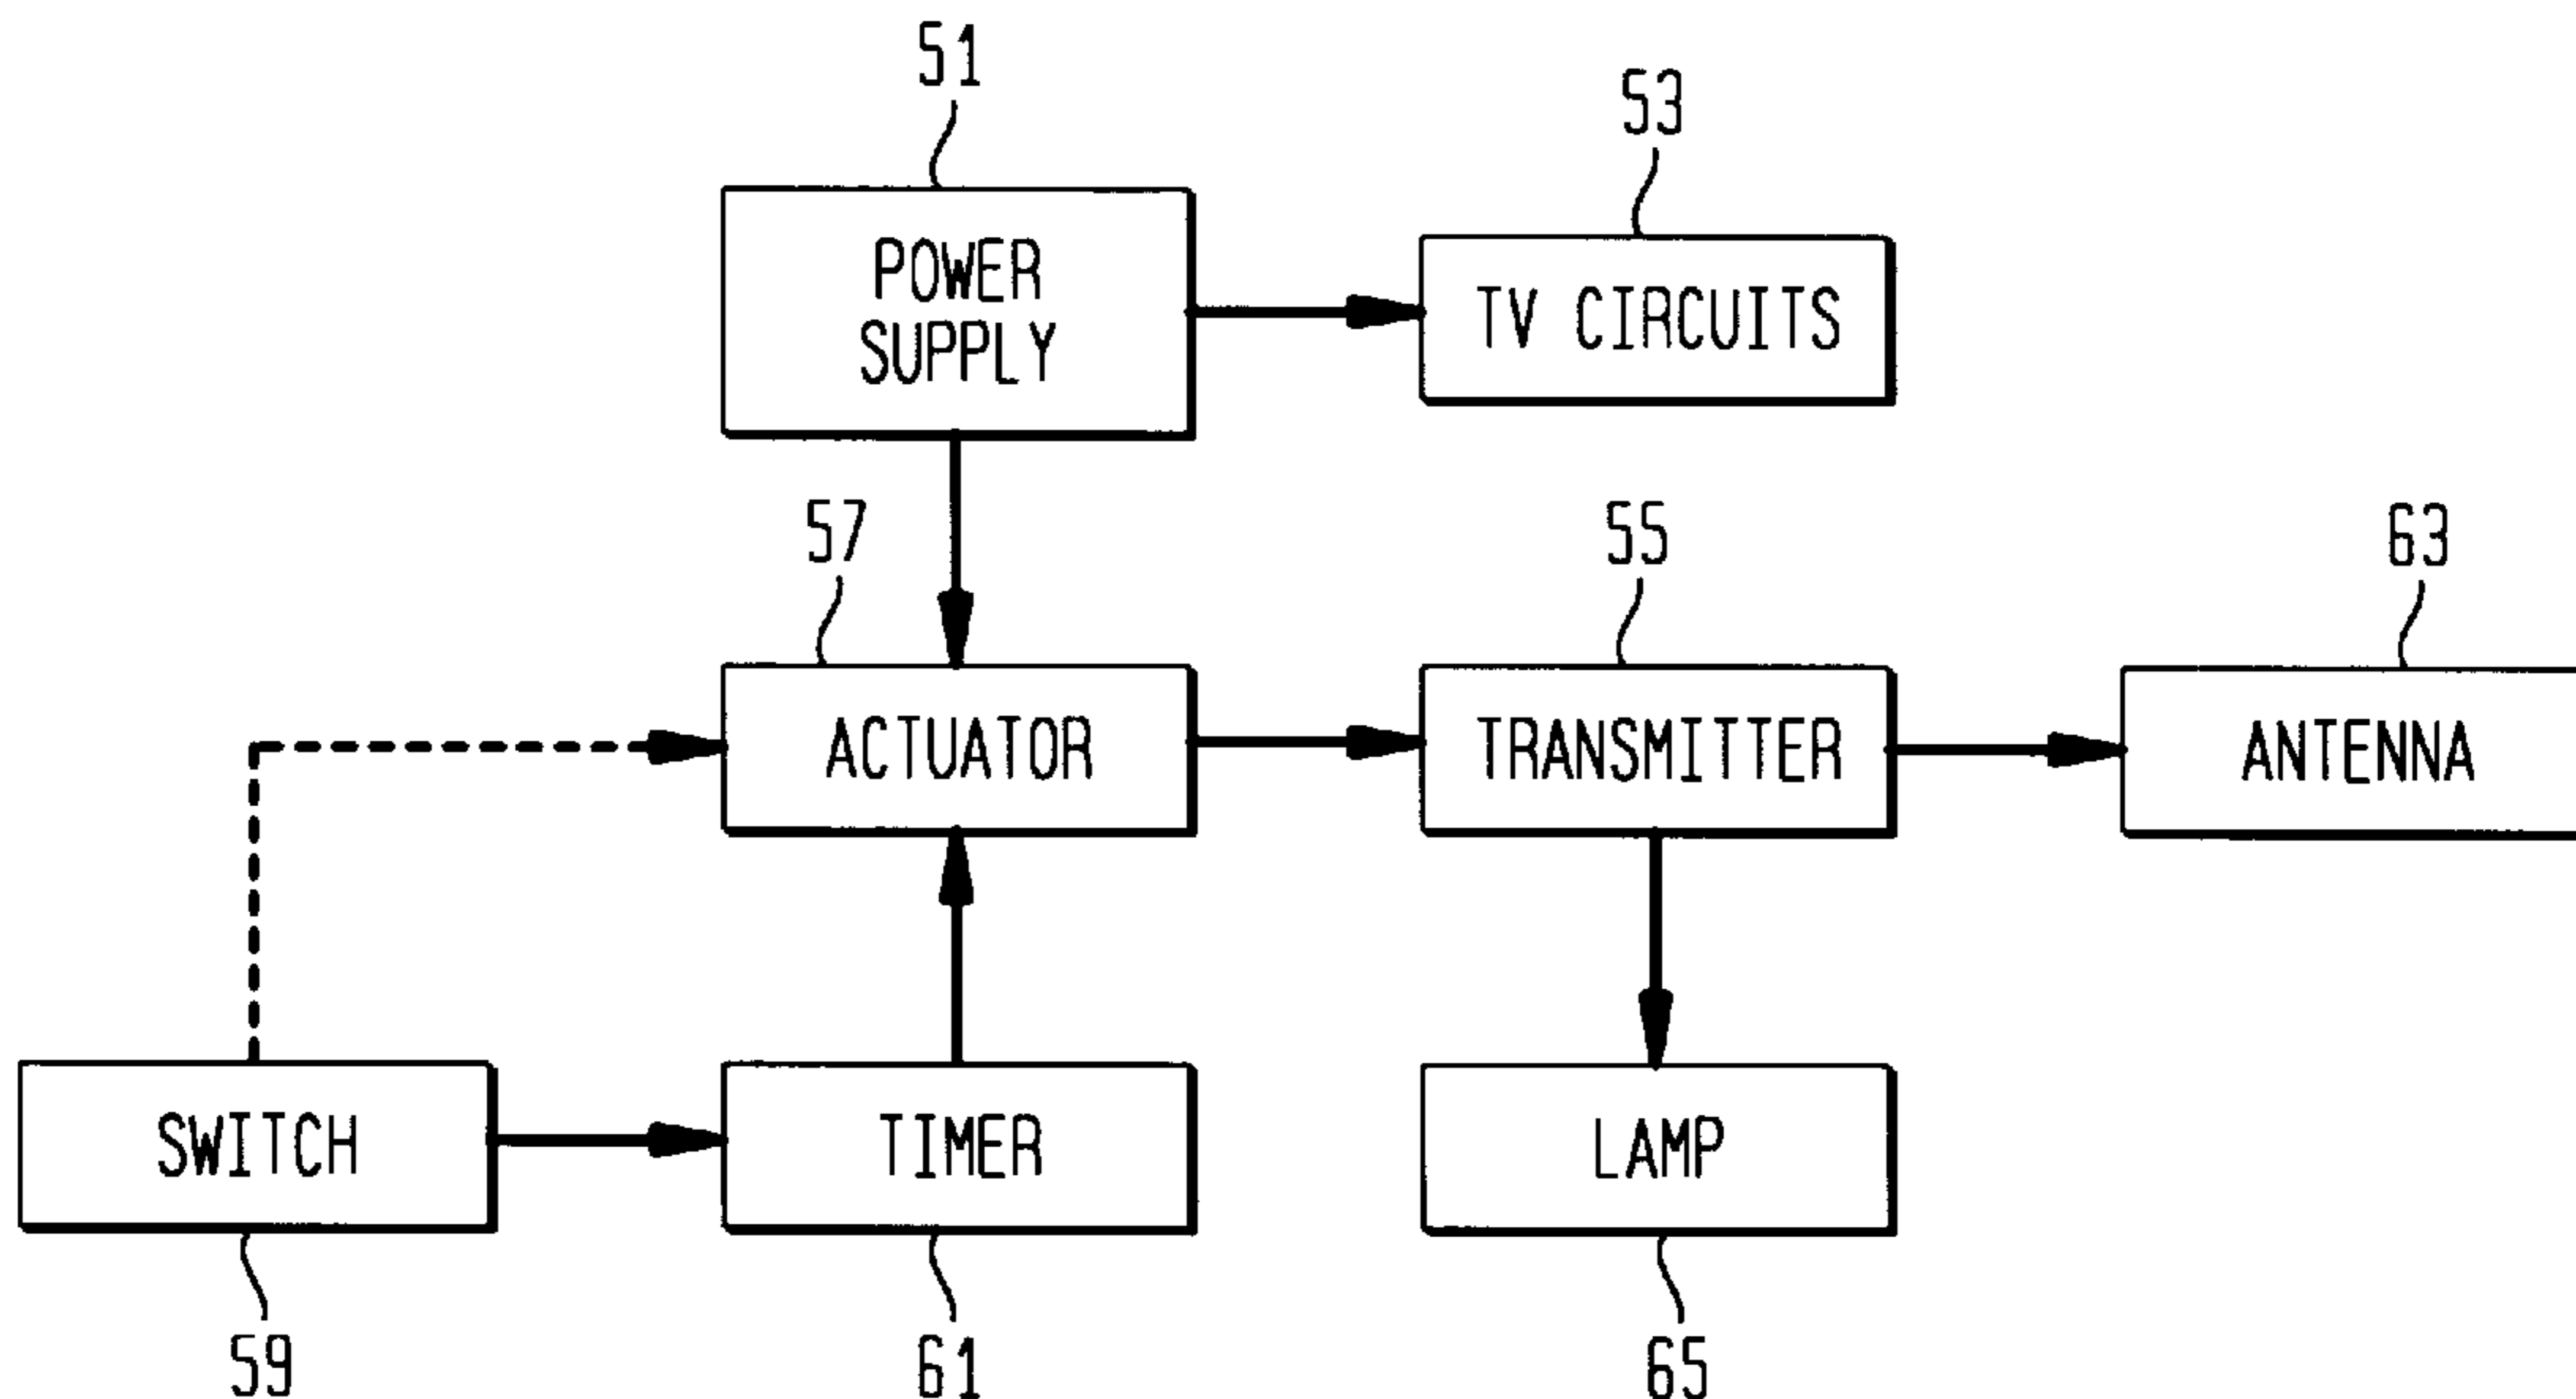 51
53
POWER
SUPPLY
TV CIRCUITS
57
55
63
ACTUATOR
TRANSMITTER
ANTENNA
SWITCH
TIMER
LAMP
59
61
65